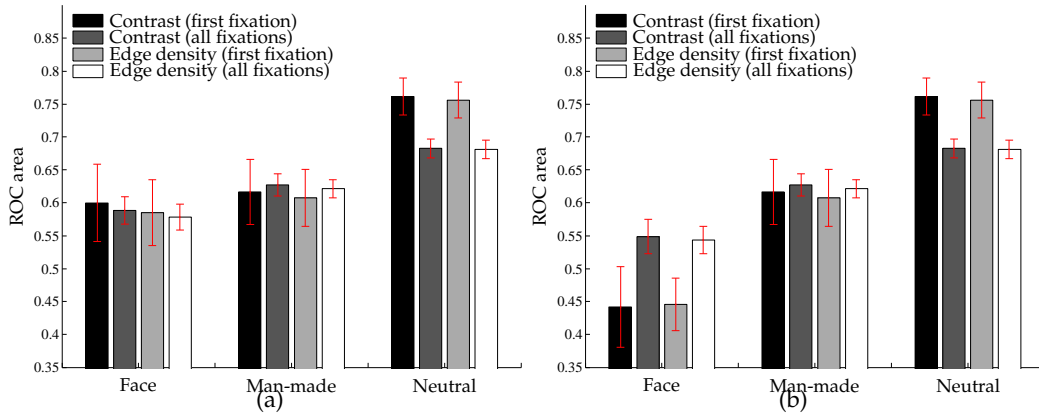 Contrast (first fixation)
Contrast (all fixations)
Edge density (first fixation)
Edge density (all fixations)
0.85
0.8
0.75
0.7
0.65
0.6
0.55
0.5
0.45
0.4
0.35
ROC area
Face
Man-made
Neutral
(a)
Contrast (first fixation)
Contrast (all fixations)
Edge density (first fixation)
Edge density (all fixations)
0.85
0.8
0.75
0.7
0.65
0.6
0.55
0.5
0.45
0.4
0.35
ROC area
Face
Man-made
Neutral
(b)